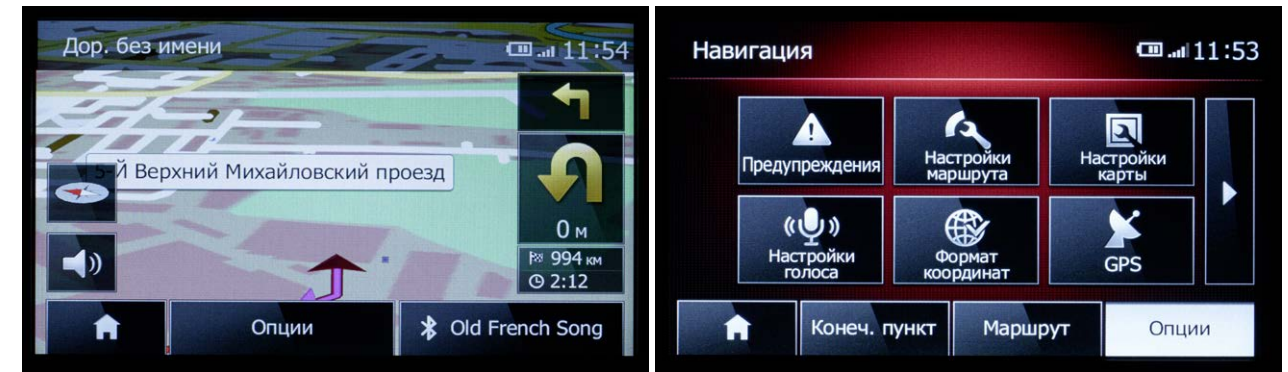 Дор. без имени
11:54
5-Й Верхний Михайловский проезд
0 м
994 км
2:12
Опции
Old French Song
Навигация
11:53
Предупреждения
Настройки
маршрута
Настройки
карты
Настройки
голоса
Формат
координат
GPS
Конеч. пункт
Маршрут
Опции